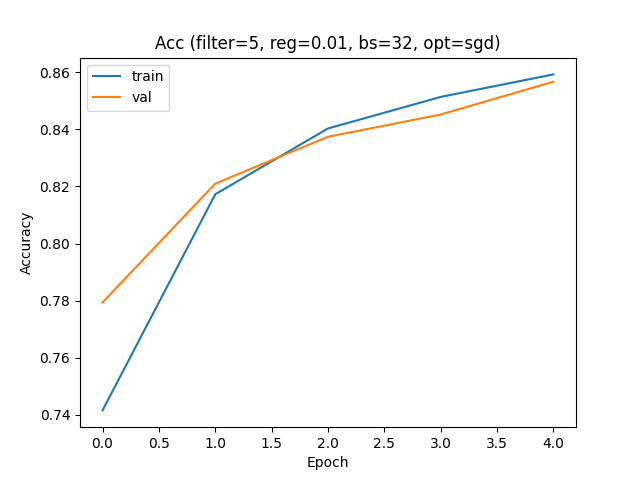 Acc (filter=5, reg=0.01, bs=32, opt=sgd)
train
val
0.86
0.84
0.82
0.80
0.78
0.76
0.74
Accuracy
0.0 0.5 1.0 1.5 2.0 2.5 3.0 3.5 4.0
Epoch